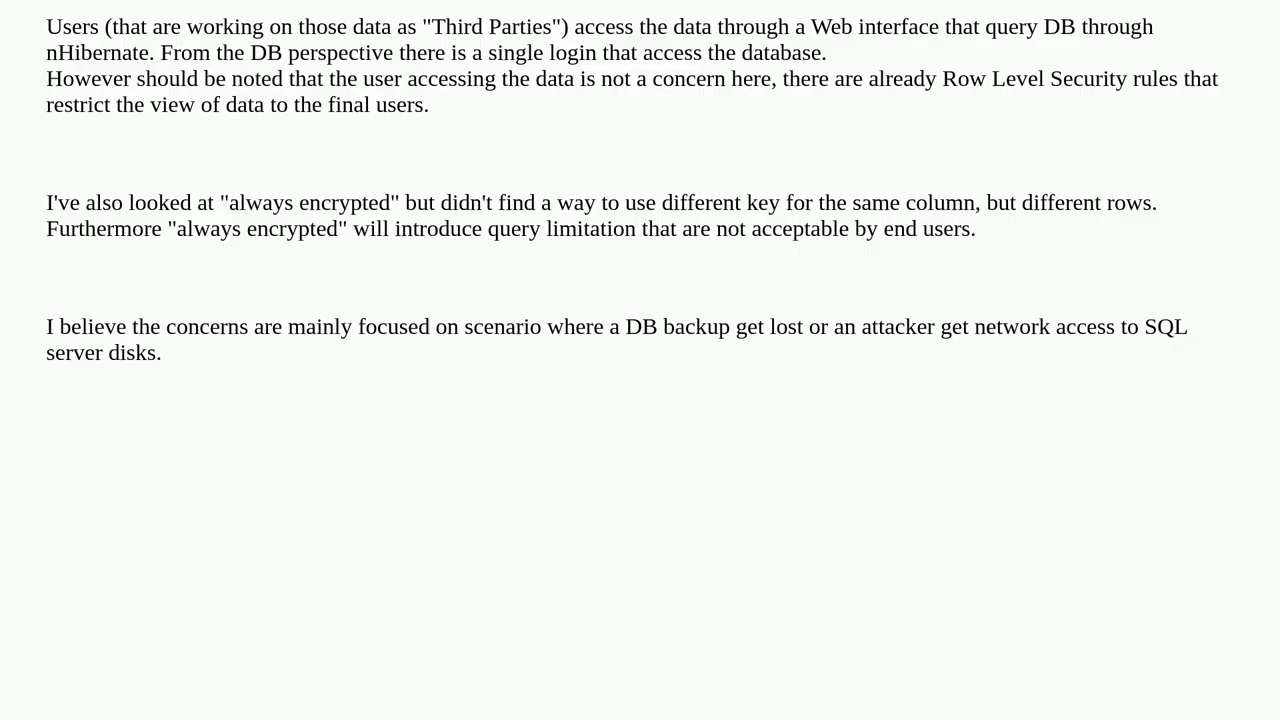 Users (that are working on those data as "Third Parties") access the data through a Web interface that query DB through
nHibernate. From the DB perspective there is a single login that access the database.
However should be noted that the user accessing the data is not a concern here, there are already Row Level Security rules that
restrict the view of data to the final users.
I've also looked at "always encrypted" but didn't find a way to use different key for the same column, but different rows.
Furthermore "always encrypted" will introduce query limitation that are not acceptable by end users.
I believe the concerns are mainly focused on scenario where a DB backup get lost or an attacker get network access to SQL
server disks.